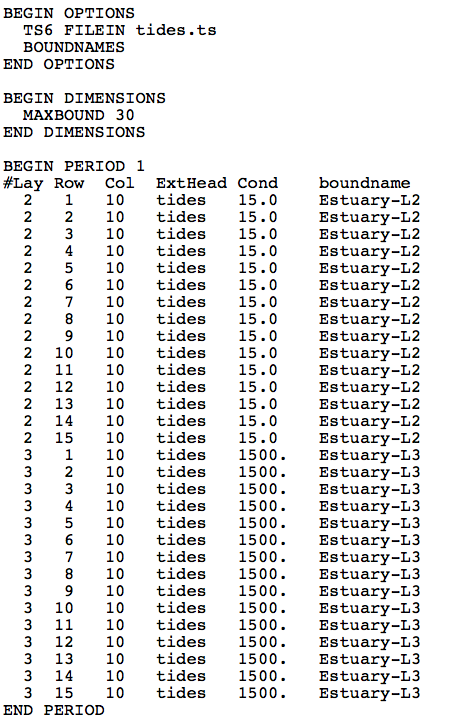 BEGIN OPTIONS
  TS6 FILEIN tides.ts
  BOUNDNAMES
END OPTIONS

BEGIN DIMENSIONS
  MAXBOUND 30
END DIMENSIONS

BEGIN PERIOD 1
#Lay Row  Col  ExtHead Cond    boundname
  2   1   10   tides   15.0    Estuary-L2
  2   2   10   tides   15.0    Estuary-L2
  2   3   10   tides   15.0    Estuary-L2
  2   4   10   tides   15.0    Estuary-L2
  2   5   10   tides   15.0    Estuary-L2
  2   6   10   tides   15.0    Estuary-L2
  2   7   10   tides   15.0    Estuary-L2
  2   8   10   tides   15.0    Estuary-L2
  2   9   10   tides   15.0    Estuary-L2
  2  10   10   tides   15.0    Estuary-L2
  2  11   10   tides   15.0    Estuary-L2
  2  12   10   tides   15.0    Estuary-L2
  2  13   10   tides   15.0    Estuary-L2
  2  14   10   tides   15.0    Estuary-L2
  2  15   10   tides   15.0    Estuary-L2
  3   1   10   tides   1500.   Estuary-L3
  3   2   10   tides   1500.   Estuary-L3
  3   3   10   tides   1500.   Estuary-L3
  3   4   10   tides   1500.   Estuary-L3
  3   5   10   tides   1500.   Estuary-L3
  3   6   10   tides   1500.   Estuary-L3
  3   7   10   tides   1500.   Estuary-L3
  3   8   10   tides   1500.   Estuary-L3
  3   9   10   tides   1500.   Estuary-L3
  3  10   10   tides   1500.   Estuary-L3
  3  11   10   tides   1500.   Estuary-L3
  3  12   10   tides   1500.   Estuary-L3
  3  13   10   tides   1500.   Estuary-L3
  3  14   10   tides   1500.   Estuary-L3
  3  15   10   tides   1500.   Estuary-L3
END PERIOD